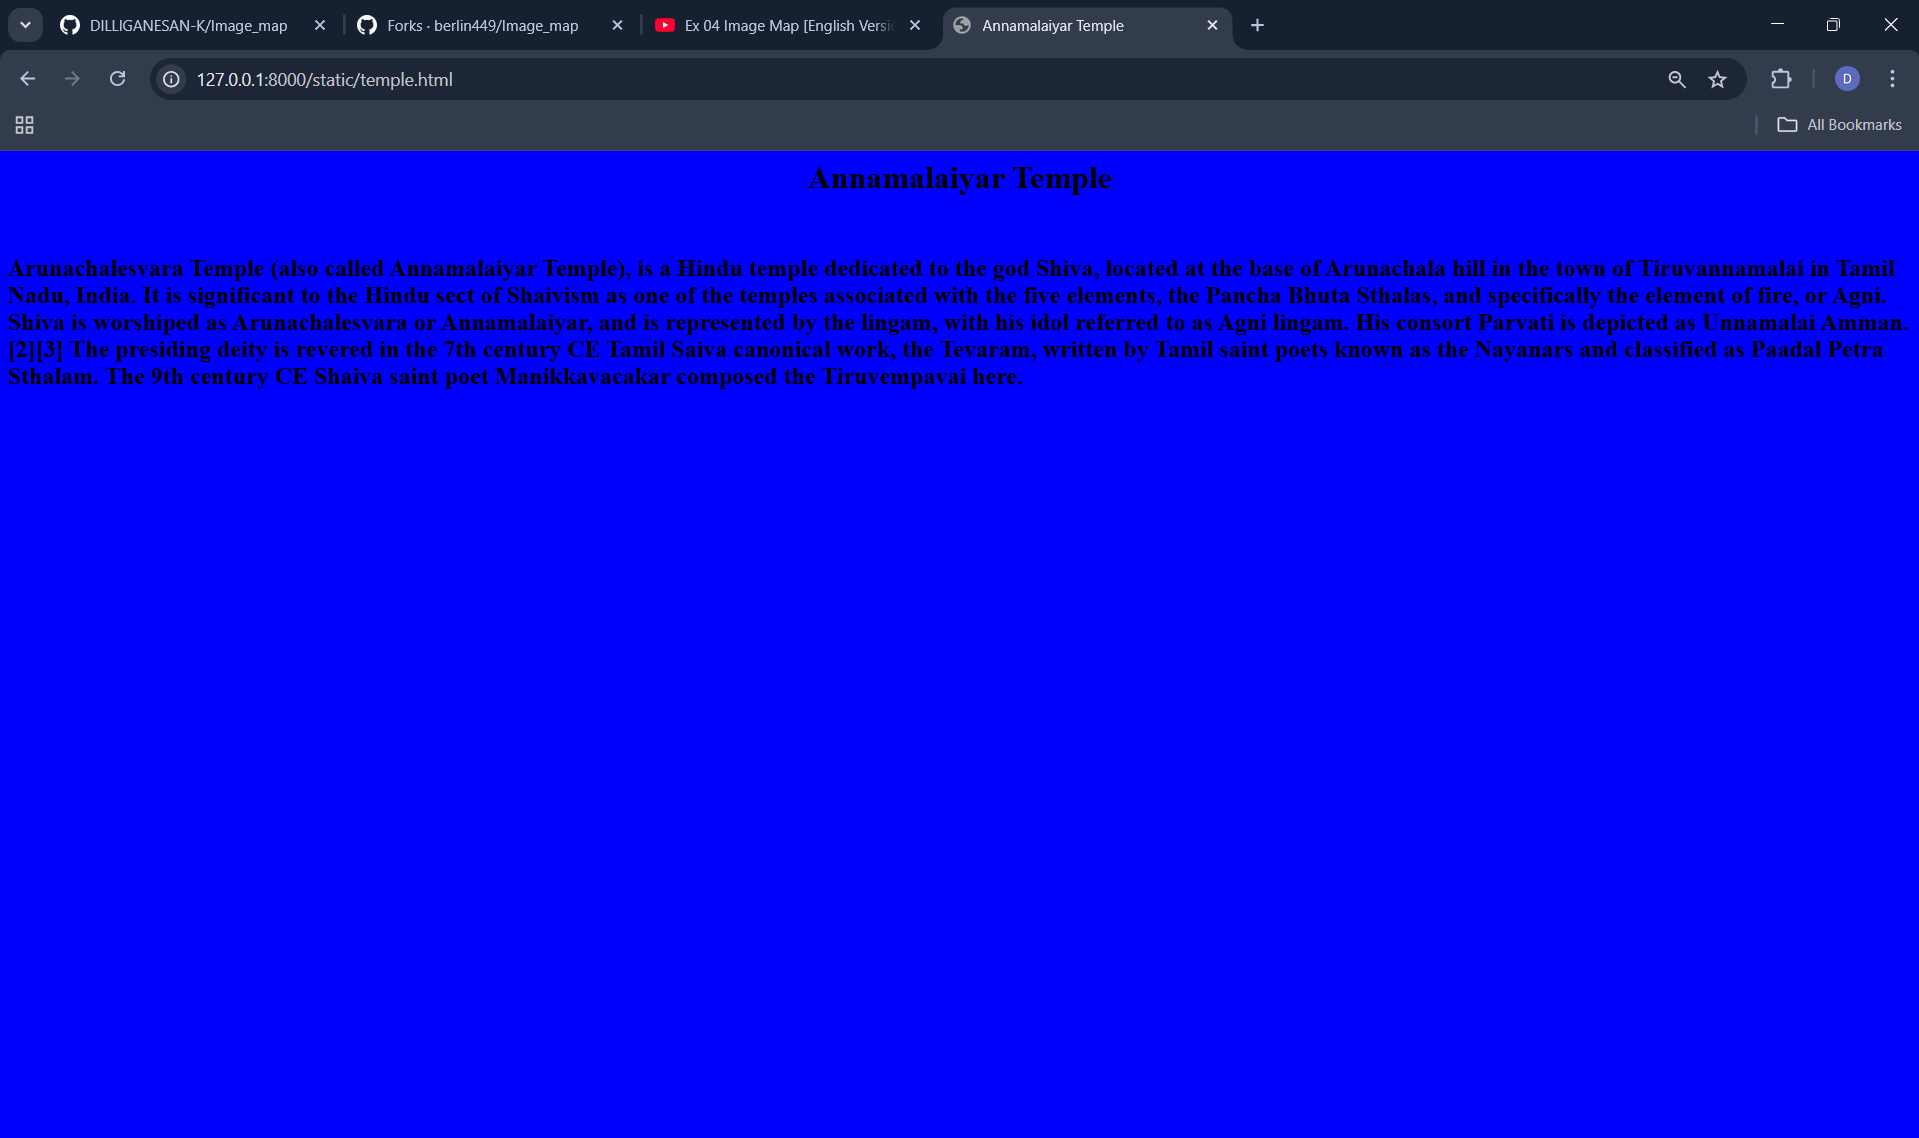 DILLIGANESAN-K/Image_map
Forks · berlin449/Image_map
Ex 04 Image Map [English Versi
Annamalaiyar Temple
127.0.0.1:8000/static/temple.html
D
All Bookmarks
Annamalaiyar Temple
Arunachalesvara Temple (also called Annamalaiyar Temple), is a Hindu temple dedicated to the god Shiva, located at the base of Arunachala hill in the town of Tiruvannamalai in Tamil
Nadu, India. It is significant to the Hindu sect of Shaivism as one of the temples associated with the five elements, the Pancha Bhuta Sthalas, and specifically the element of fire, or Agni.
Shiva is worshiped as Arunachalesvara or Annamalaiyar, and is represented by the lingam, with his idol referred to as Agni lingam. His consort Parvati is depicted as Unnamalai Amman.
[2][3] The presiding deity is revered in the 7th century CE Tamil Saiva canonical work, the Tevaram, written by Tamil saint poets known as the Nayanars and classified as Paadal Petra
Sthalam. The 9th century CE Shaiva saint poet Manikkavacakar composed the Tiruvempavai here.